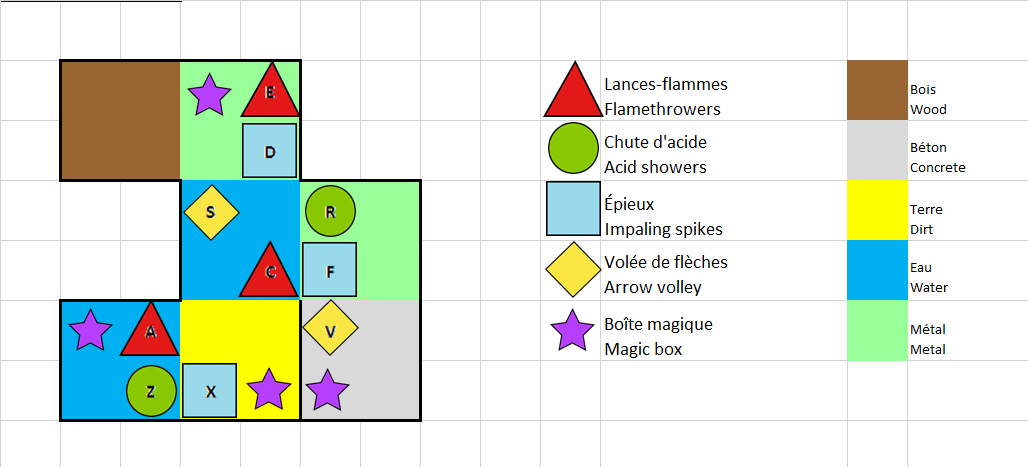 E
D
S
R
C
F
A
V
Z
X
Lances-flammes
Flamethrowers
Chute d'acide
Acid showers
Épieux
Impaling spikes
Volée de flèches
Arrow volley
Boîte magique
Magic box
Bois
Wood
Béton
Concrete
Terre
Dirt
Eau
Water
Métal
Metal